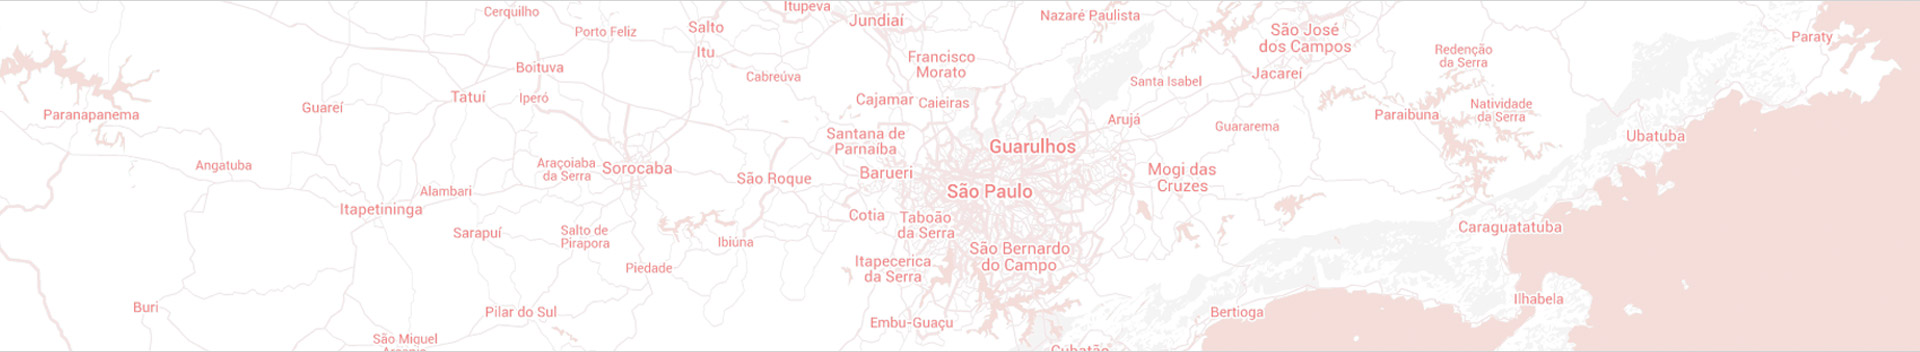 Cerquilho
Itupeva
Jundiaí
Nazaré Paulista
Porto Feliz
Salto
São José
dos Campos
Paraty
Itu
Francisco
Morato
Redenção
da Serra
Boituva
Cabreúva
Santa Isabel
Jacareí
Tatuí
Iperó
Guareí
Cajamar
Caieiras
Paranapanema
Arujá
Guararema
Paraibuna
Natividade
da Serra
Santana de
Parnaíba
Guarulhos
Ubatuba
Angatuba
Araçoiaba
da Serra
Sorocaba
São Roque
Barueri
Mogi das
Cruzes
Alambari
São Paulo
Itapetininga
Cotia
Taboão
da Serra
Caraguatatuba
Sarapuí
Salto de
Pirapora
Ibiúna
São Bernardo
do Campo
Piedade
Itapecerica
da Serra
Ilhabela
Buri
Pilar do Sul
Embu-Guaçu
Bertioga
São Miguel
Cubatão